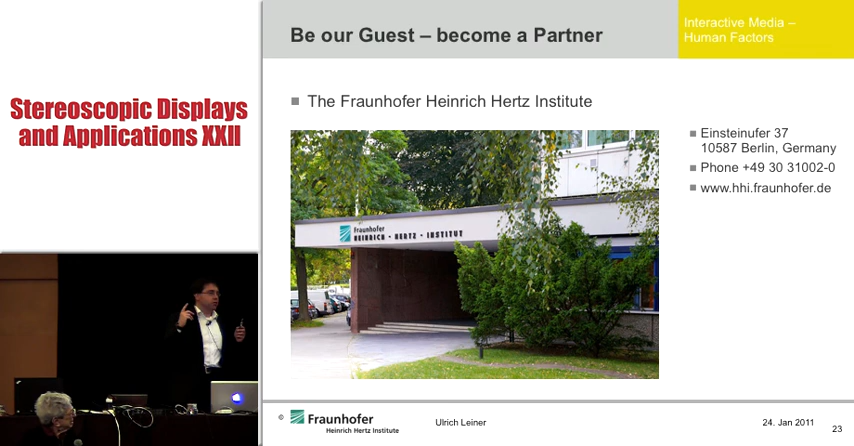 Stereoscopic Displays
and Applications XXII
Be our Guest – become a Partner
Interactive Media –
Human Factors
The Fraunhofer Heinrich Hertz Institute
Einsteinufer 37
10587 Berlin, Germany
Phone +49 30 31002-0
www.hhi.fraunhofer.de
Fraunhofer
HEINRICH - HERTZ - INSTITUT
©
Fraunhofer
Heinrich Hertz Institute
Ulrich Leiner
24. Jan 2011
23